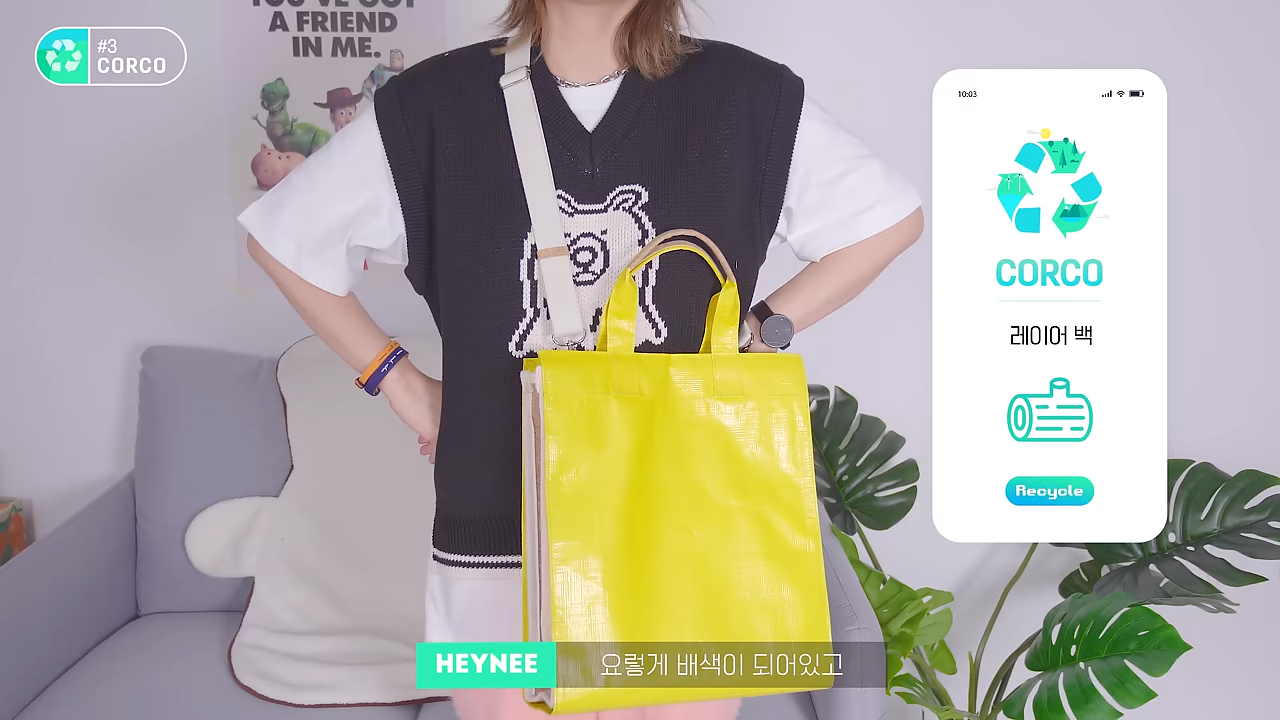 #3
CORCO
A FRIEND
IN ME.
10:03
CORCO
레이어 백
Recycle
HEYNEE 요렇게 배색이 되어있고